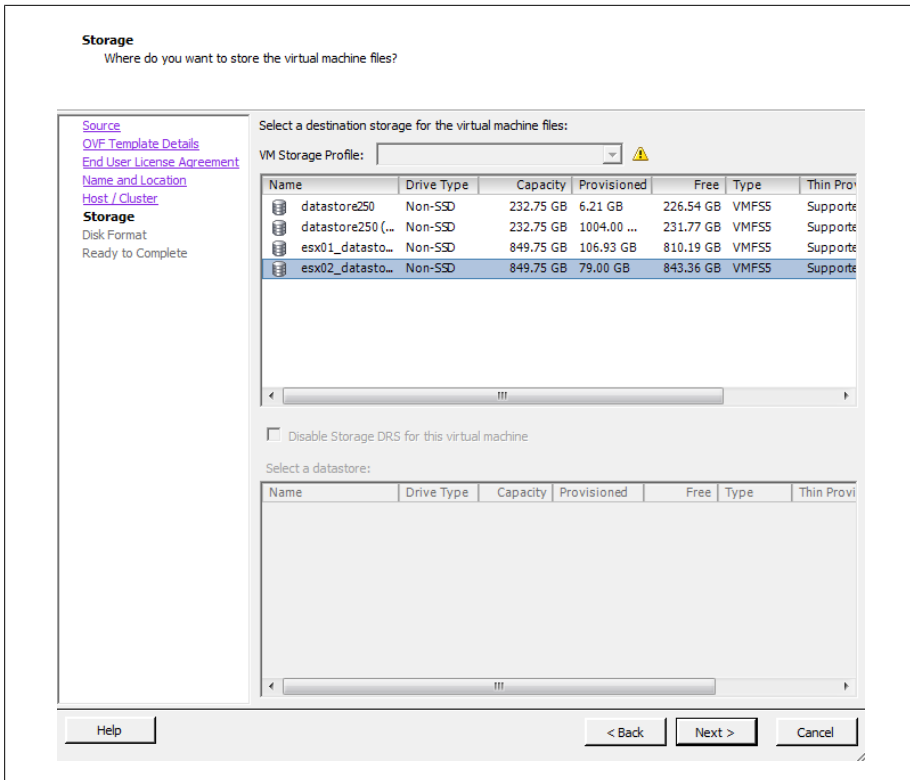 Storage
Where do you want to store the virtual machine files?
Source
OVF Template Details
End User License Agreement
Name and Location
Host / Cluster
Storage
Disk Format
Ready to Complete
Select a destination storage for the virtual machine files:
VM Storage Profile:
Name Drive Type Capacity Provisioned Free Type Thin Prov
datastore250 Non-SSD 232.75 GB 6.21 GB 226.54 GB VMFS5 Supporte
datastore250 (... Non-SSD 232.75 GB 1004.00 ... 231.77 GB VMFS5 Supporte
esx01_datasto... Non-SSD 849.75 GB 106.93 GB 810.19 GB VMFS5 Supporte
esx02_datasto... Non-SSD 849.75 GB 79.00 GB 843.36 GB VMFS5 Supporte
Disable Storage DRS for this virtual machine
Select a datastore:
Name Drive Type Capacity Provisioned Free Type Thin Provi
Help < Back Next > Cancel